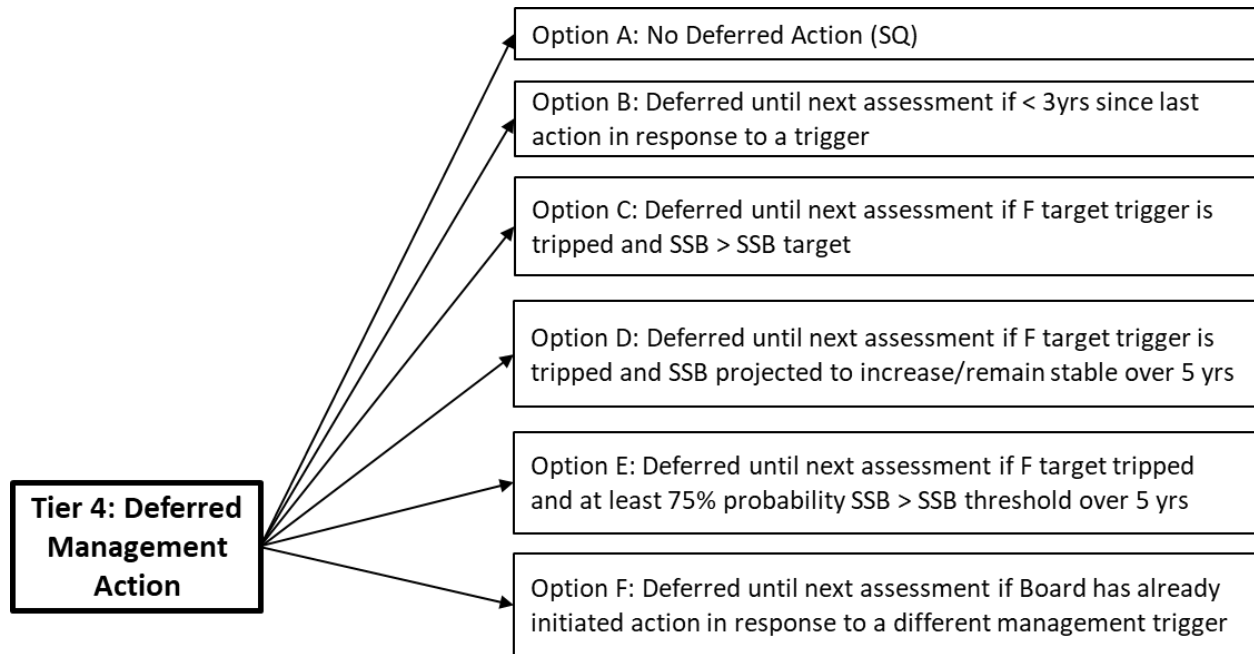 Option A: No Deferred Action (SQ)
Option B: Deferred until next assessment if < 3yrs since last
action in response to a trigger
Option C: Deferred until next assessment if F target trigger is
tripped and SSB > SSB target
Option D: Deferred until next assessment if F target trigger is
tripped and SSB projected to increase/remain stable over 5 yrs
Option E: Deferred until next assessment if F target tripped
and at least 75% probability SSB > SSB threshold over 5 yrs
Tier 4: Deferred
Management
Action
Option F: Deferred until next assessment if Board has already
initiated action in response to a different management trigger